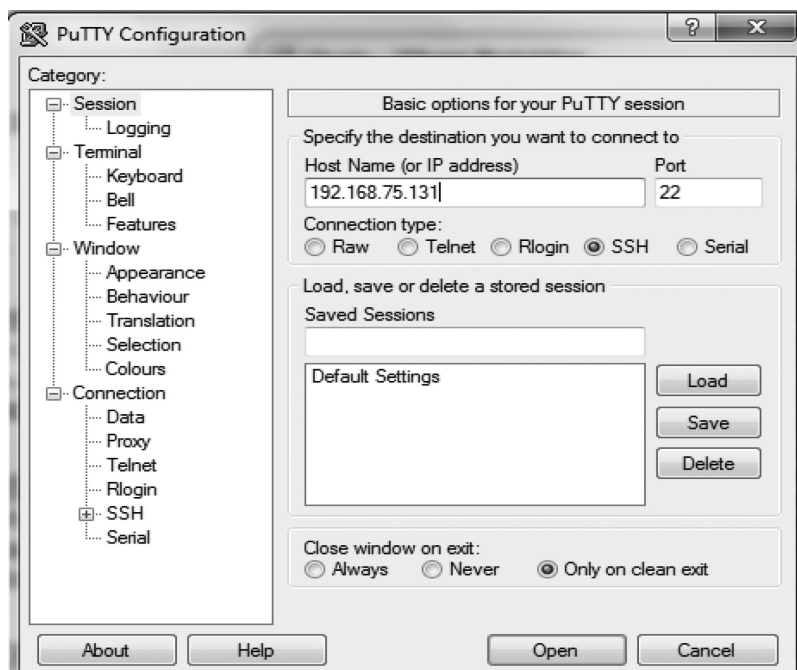 PuTTY Configuration
Category:
Session
Logging
Terminal
Keyboard
Bell
Features
Window
Appearance
Behaviour
Translation
Selection
Colours
Connection
Data
Proxy
Telnet
Rlogin
SSH
Serial
Basic options for your PuTTY session
Specify the destination you want to connect to
Host Name (or IP address) Port
192.168.75.131 22
Connection type:
Raw Telnet Rlogin SSH Serial
Load, save or delete a stored session
Saved Sessions
Default Settings
Load
Save
Delete
Close window on exit:
Always Never Only on clean exit
About Help Open Cancel